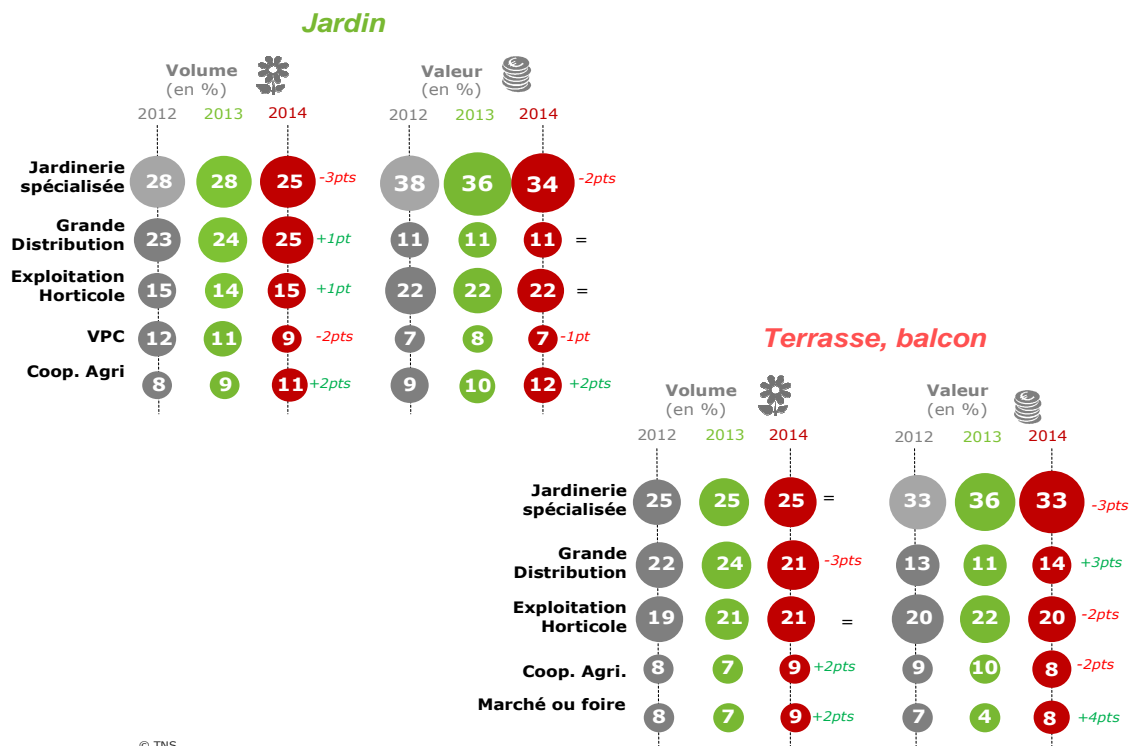 Jardin
Volume
(en %)
Valeur
(en %)
2012 2013 2014 2012 2013 2014
Jardinerie
spécialisée
28 28 25 -3pts 38 36 34 -2pts
Grande
Distribution
23 24 25 +1pt 11 11 11 =
Exploitation
Horticole
15 14 15 +1pt 22 22 22 =
VPC
12 11 9 -2pts 7 8 7 -1pt
Coop. Agri
8 9 11 +2pts 9 10 12 +2pts
Terrasse, balcon
Volume
(en %)
Valeur
(en %)
2012 2013 2014 2012 2013 2014
Jardinerie
spécialisée
25 25 25 = 33 36 33 -3pts
Grande
Distribution
22 24 21 -3pts 13 11 14 +3pts
Exploitation
Horticole
19 21 21 = 20 22 20 -2pts
Coop. Agri.
8 7 9 +2pts 9 10 8 -2pts
Marché ou foire
8 7 9 +2pts 7 4 8 +4pts
© TNS